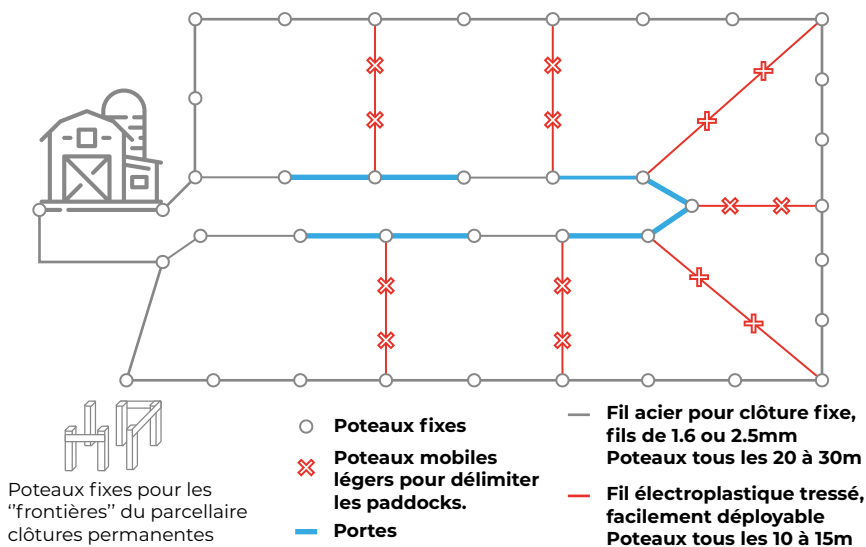 Poteaux fixes pour les
‘’frontières’’ du parcellaire
clôtures permanentes
Poteaux fixes
Poteaux mobiles
légers pour délimiter
les paddocks.
Portes
Fil acier pour clôture fixe,
fils de 1.6 ou 2.5mm
Poteaux tous les 20 à 30m
Fil électroplastique tressé,
facilement déployable
Poteaux tous les 10 à 15m